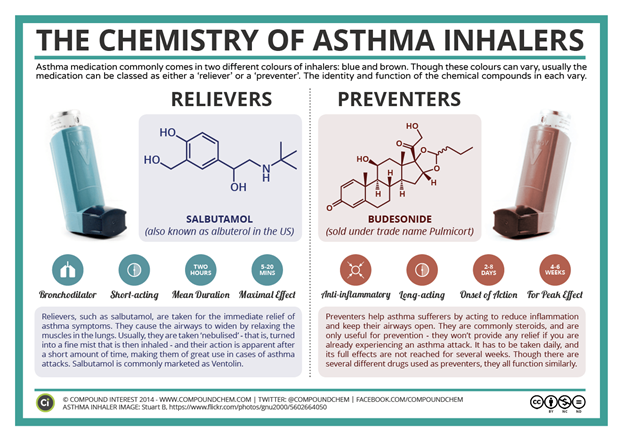 THE CHEMISTRY OF ASTHMA INHALERS
Asthma medication commonly comes in two different colours of inhalers: blue and brown. Though these colours can vary, usually the
medication can be classed as either a 'reliever' or a 'preventer'. The identity and function of the chemical compounds in each vary.
RELIEVERS
HO
HO
OH
N
H
SALBUTAMOL
(also known as albuterol in the US)
PREVENTERS
HO
O
HO
O
O
H
H
H
H
O
BUDESONIDE
(sold under trade name Pulmicort)
TWO
HOURS
5-20
MINS
Bronchodilator
Short-acting
Mean Duration
Maximal Effect
2-8
DAYS
4-6
WEEKS
Anti-inflammatory
Long-acting
Onset of Action
For Peak Effect
Relievers, such as salbutamol, are taken for the immediate relief of
asthma symptoms. They cause the airways to widen by relaxing the
muscles in the lungs. Usually, they are taken 'nebulised' - that is, turned
into a fine mist that is then inhaled - and their action is apparent after
a short amount of time, making them of great use in cases of asthma
attacks. Salbutamol is commonly marketed as Ventolin.
Preventers help asthma sufferers by acting to reduce inflammation
and keep their airways open. They are commonly steroids, and are
only useful for prevention - they won't provide any relief if you are
already experiencing an asthma attack. It has to be taken daily, and
its full effects are not reached for several weeks. Though there are
several different drugs used as preventers, they all function similarly.
Ci
© COMPOUND INTEREST 2014 - WWW.COMPOUNDCHEM.COM | TWITTER: @COMPOUNDCHEM | FACEBOOK.COM/COMPOUNDCHEM
ASTHMA INHALER IMAGE: Stuart B, https://www.flickr.com/photos/gnu2000/5602664050
CC
BY NC ND